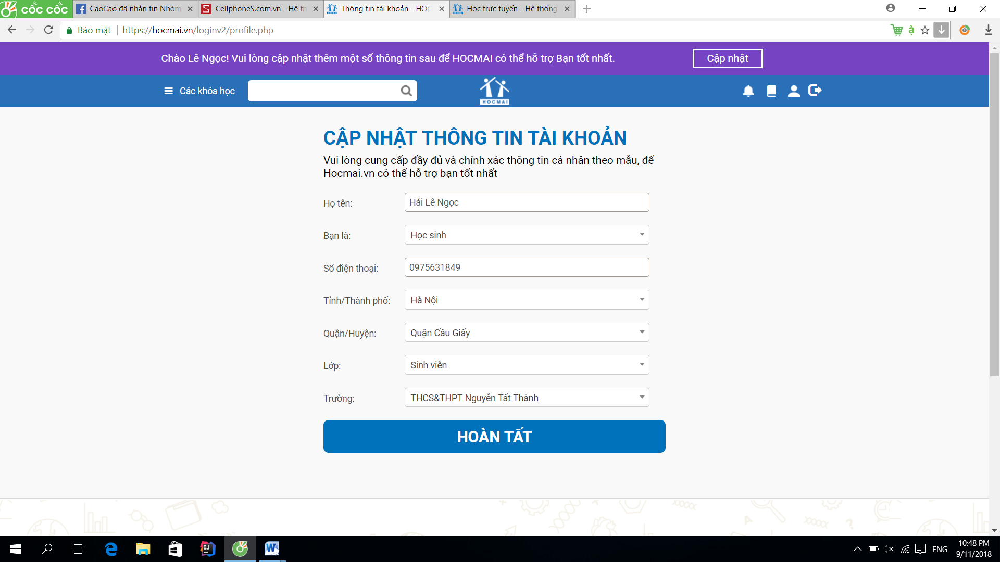 cốc cốc
CaoCao đã nhắn tin Nhóm
CellphoneS.com.vn - Hệ th
Thông tin tài khoản - HOC
Học trực tuyến - Hệ thống
Bảo mật
https://hocmai.vn/loginv2/profile.php
Chào Lê Ngọc! Vui lòng cập nhật thêm một số thông tin sau để HOCMAI có thể hỗ trợ Bạn tốt nhất.
Cập nhật
Các khóa học
HOCMAI
CẬP NHẬT THÔNG TIN TÀI KHOẢN
Vui lòng cung cấp đầy đủ và chính xác thông tin cá nhân theo mẫu, để
Hocmai.vn có thể hỗ trợ bạn tốt nhất
Họ tên: Hải Lê Ngọc
Bạn là: Học sinh
Số điện thoại: 0975631849
Tỉnh/Thành phố: Hà Nội
Quận/Huyện: Quận Cầu Giấy
Lớp: Sinh viên
Trường: THCS&THPT Nguyễn Tất Thành
HOÀN TẤT
ENG
10:48 PM
9/11/2018